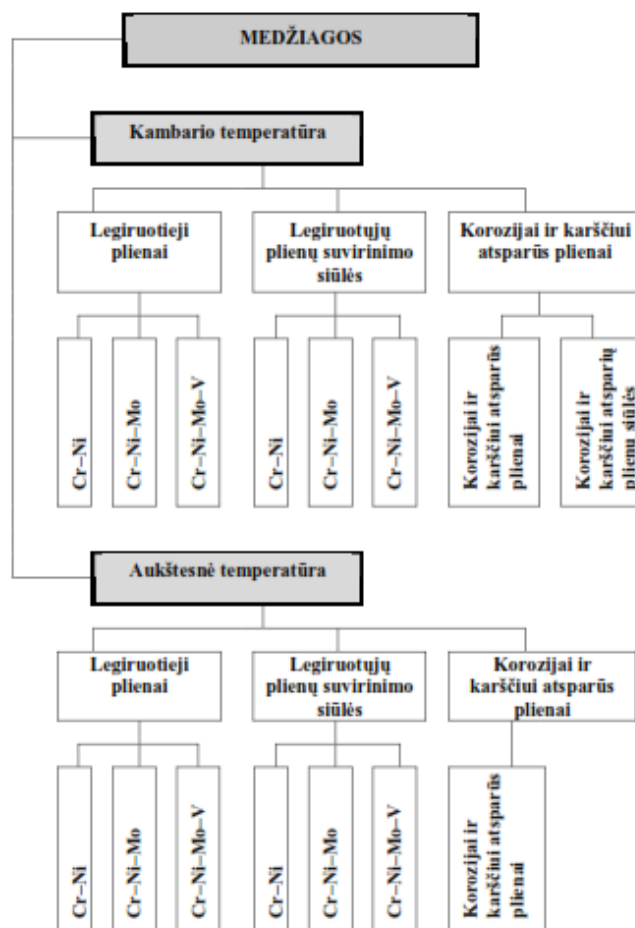 MEDŽIAGOS
Kambario temperatūra
Legiruotieji
plienai
Legiruotųjų
plienų suvirinimo
siūlės
Korozijai ir karščiui
atsparūs plienai
Cr–Ni
Cr–Ni–Mo
Cr–Ni–Mo–V
Cr–Ni
Cr–Ni–Mo
Cr–Ni–Mo–V
Korozijai ir
karščiui atsparūs
plienai
Korozijai ir
karščiui atsparių
plienų siūlės
Aukštesnė temperatūra
Legiruotieji
plienai
Legiruotųjų
plienų suvirinimo
siūlės
Korozijai ir
karščiui atsparūs
plienai
Cr–Ni
Cr–Ni–Mo
Cr–Ni–Mo–V
Cr–Ni
Cr–Ni–Mo
Cr–Ni–Mo–V
Korozijai ir
karščiui atsparūs
plienai